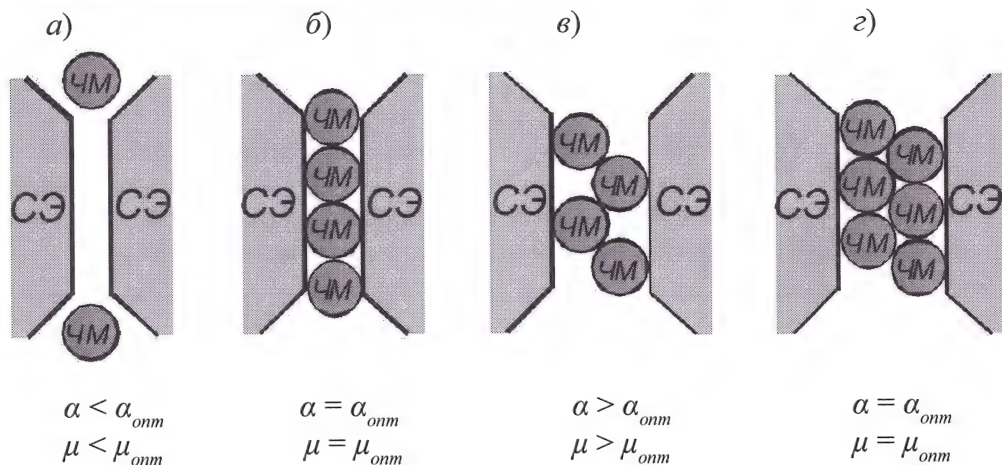 а) б) в) г)
ЧМ
ЧМ
СЭ СЭ
ЧМ
ЧМ
ЧМ
ЧМ
СЭ СЭ
ЧМ
ЧМ
ЧМ
ЧМ
СЭ СЭ
ЧМ
ЧМ
ЧМ
ЧМ
ЧМ
ЧМ
СЭ СЭ
α < α_опт α = α_опт α > α_опт α = α_опт
μ < μ_опт μ = μ_опт μ > μ_опт μ = μ_опт